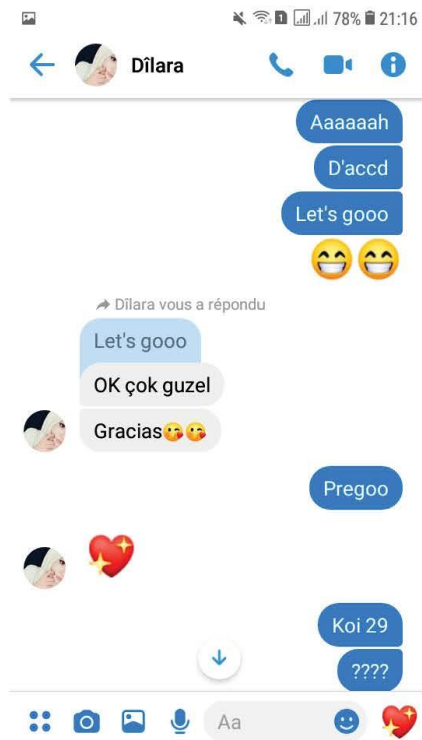 78% 21:16
Dîlara
Aaaaaah
D'accd
Let's gooo
Dîlara vous a répondu
Let's gooo
OK çok guzel
Gracias
Pregoo
Koi 29
????
Aa